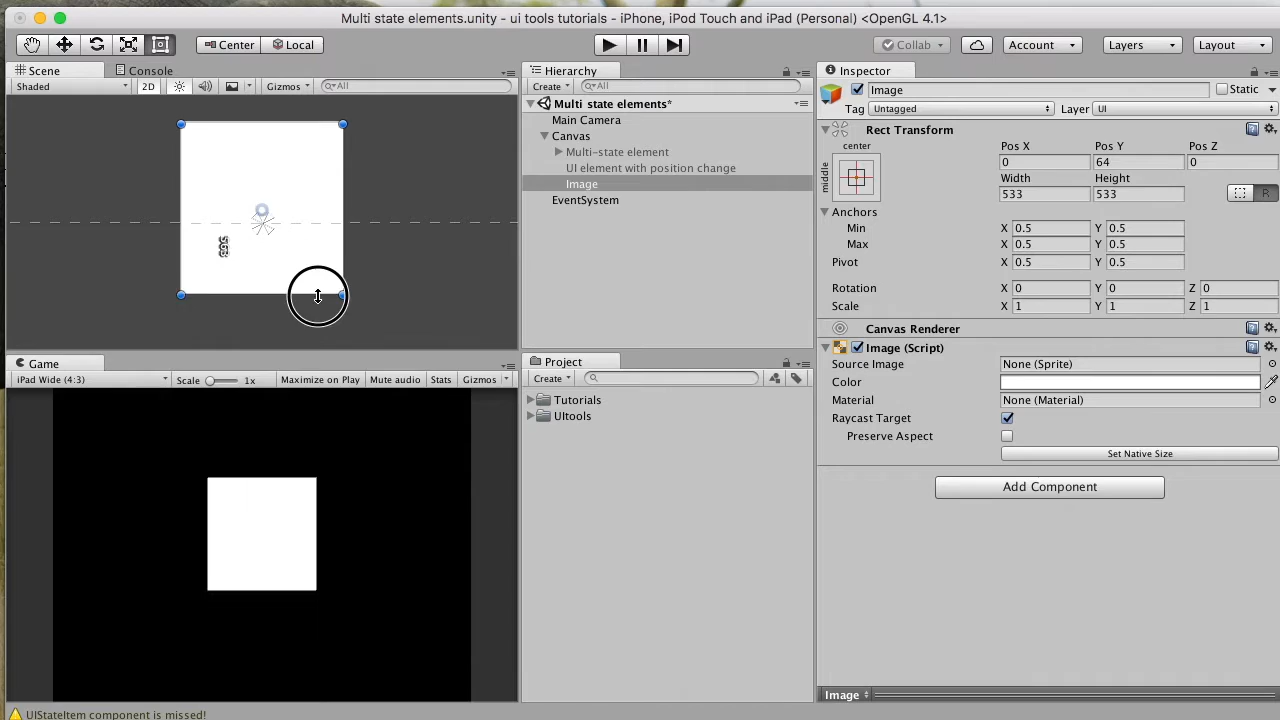 Multi state elements.unity - ui tools tutorials - iPhone, iPod Touch and iPad (Personal) <OpenGL 4.1>
Center Local Collab Account Layers Layout
Scene Console
Shaded 2D Gizmos All
Hierarchy
Create All
Multi state elements*
Main Camera
Canvas
Multi-state element
UI element with position change
Image
EventSystem
Game
iPad Wide (4:3) Scale 1x Maximize on Play Mute audio Stats Gizmos
Project
Create
Tutorials
UItools
Inspector
Image Static
Tag Untagged Layer UI
Rect Transform
center Pos X Pos Y Pos Z
middle 0 64 0
Width Height
533 533 R
Anchors
Min X 0.5 Y 0.5
Max X 0.5 Y 0.5
Pivot X 0.5 Y 0.5
Rotation X 0 Y 0 Z 0
Scale X 1 Y 1 Z 1
Canvas Renderer
Image (Script)
Source Image None (Sprite)
Color
Material None (Material)
Raycast Target
Preserve Aspect
Set Native Size
Add Component
Image
UIStateItem component is missed!